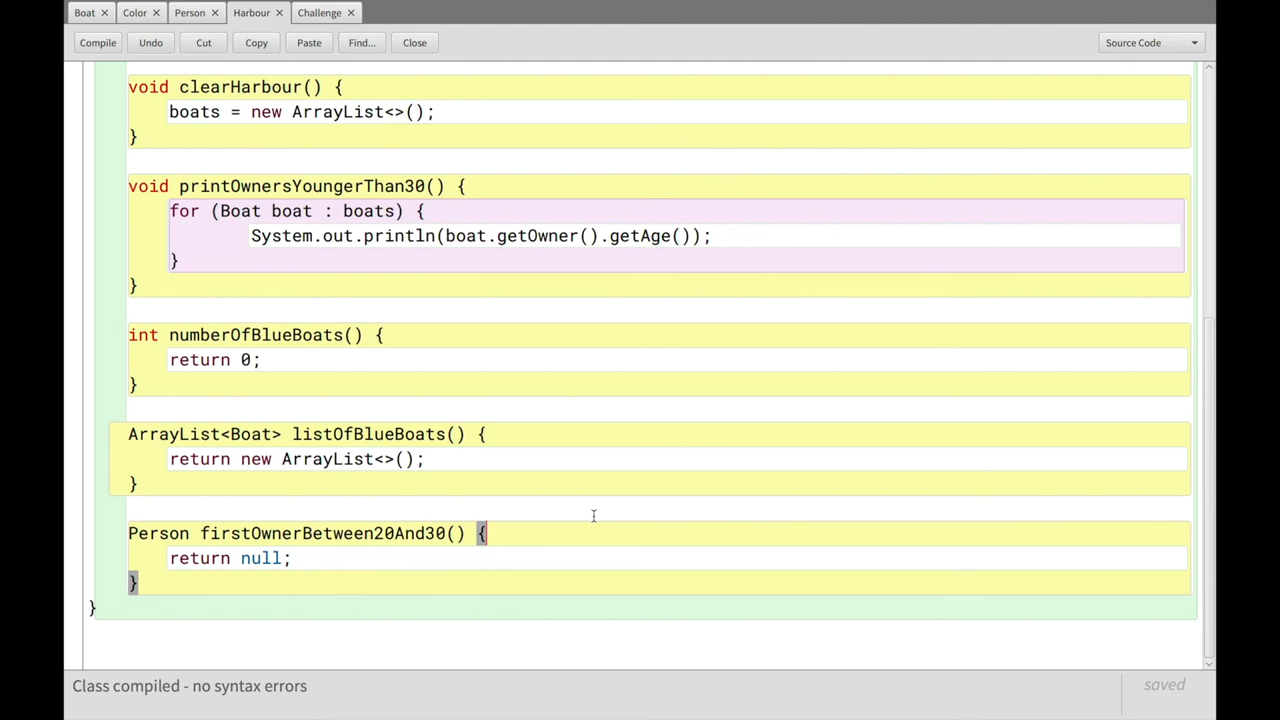 Boat × Color × Person × Harbour × Challenge ×
Compile Undo Cut Copy Paste Find... Close Source Code
void clearHarbour() {
boats = new ArrayList<>();
}
void printOwnersYoungerThan30() {
for (Boat boat : boats) {
System.out.println(boat.getOwner().getAge());
}
}
int numberOfBlueBoats() {
return 0;
}
ArrayList<Boat> listOfBlueBoats() {
return new ArrayList<>();
}
Person firstOwnerBetween20And30() {
return null;
}
}
Class compiled - no syntax errors
saved